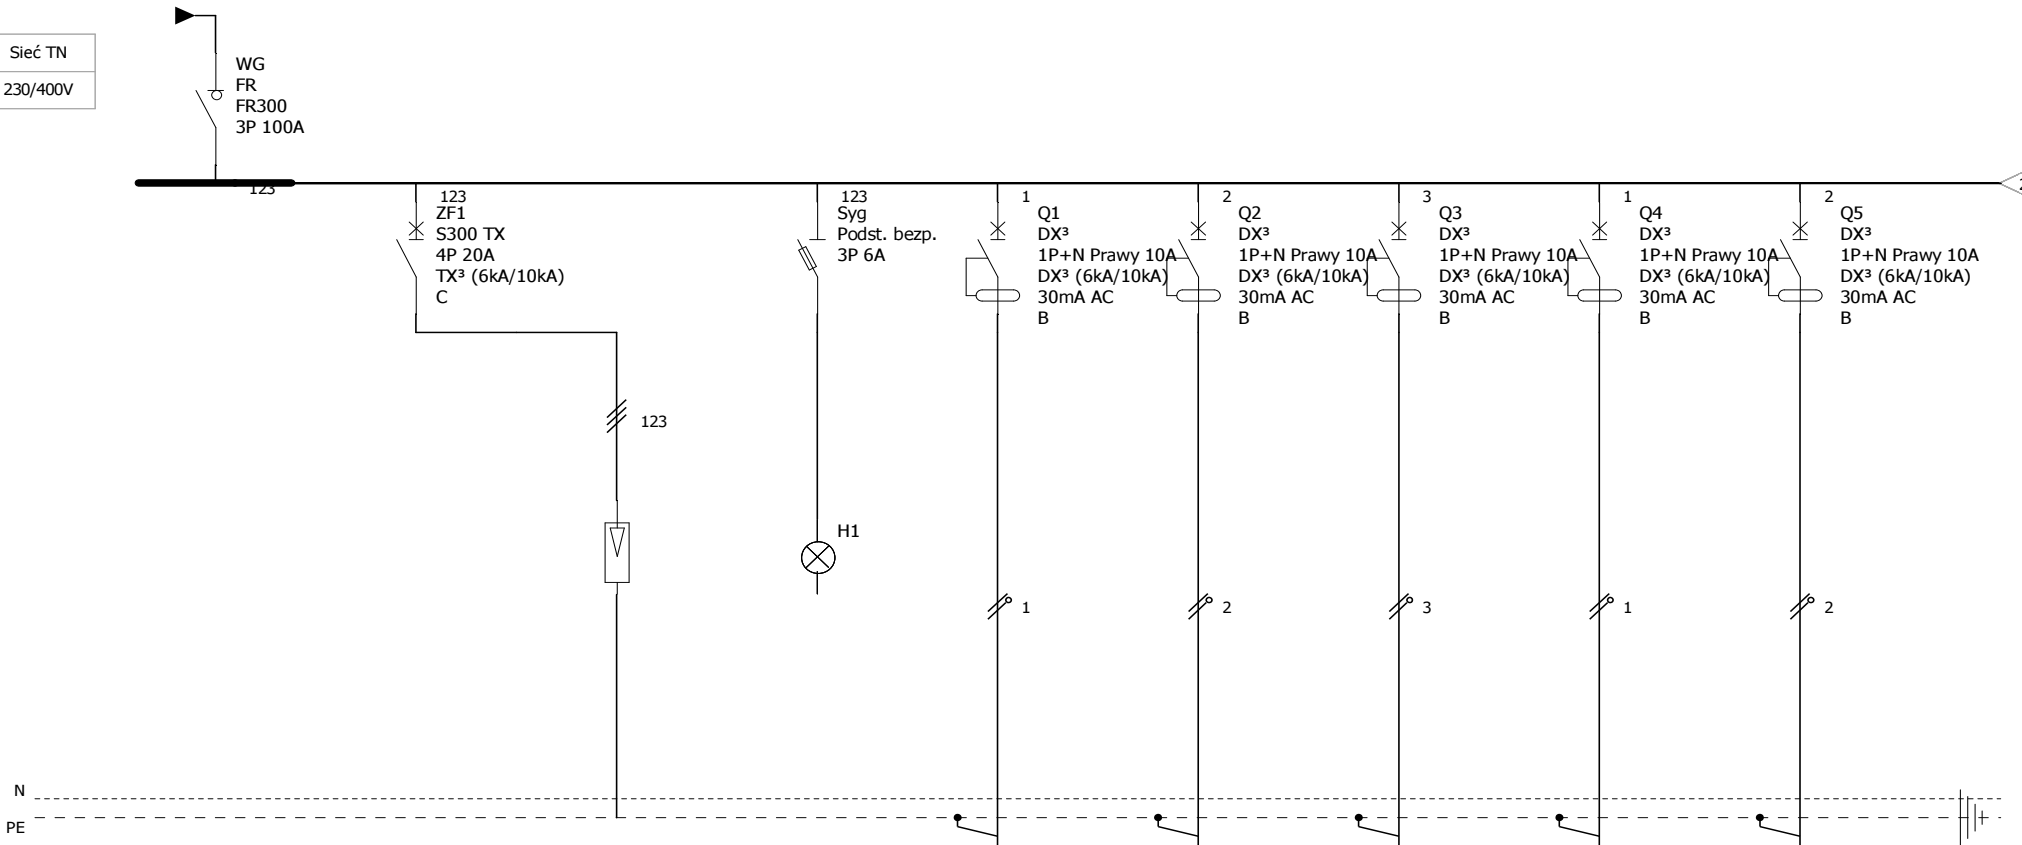 Sieć TN
230/400V
WG
FR
FR300
3P 100A
123
123
ZF1
S300 TX
4P 20A
TX³ (6kA/10kA)
C
123
123
Syg
Podst. bezp.
3P 6A
H1
1
Q1
DX³
1P+N Prawy 10A
DX³ (6kA/10kA)
30mA AC
B
1
2
Q2
DX³
1P+N Prawy 10A
DX³ (6kA/10kA)
30mA AC
B
2
3
Q3
DX³
1P+N Prawy 10A
DX³ (6kA/10kA)
30mA AC
B
3
1
Q4
DX³
1P+N Prawy 10A
DX³ (6kA/10kA)
30mA AC
B
1
2
Q5
DX³
1P+N Prawy 10A
DX³ (6kA/10kA)
30mA AC
B
2
N
PE